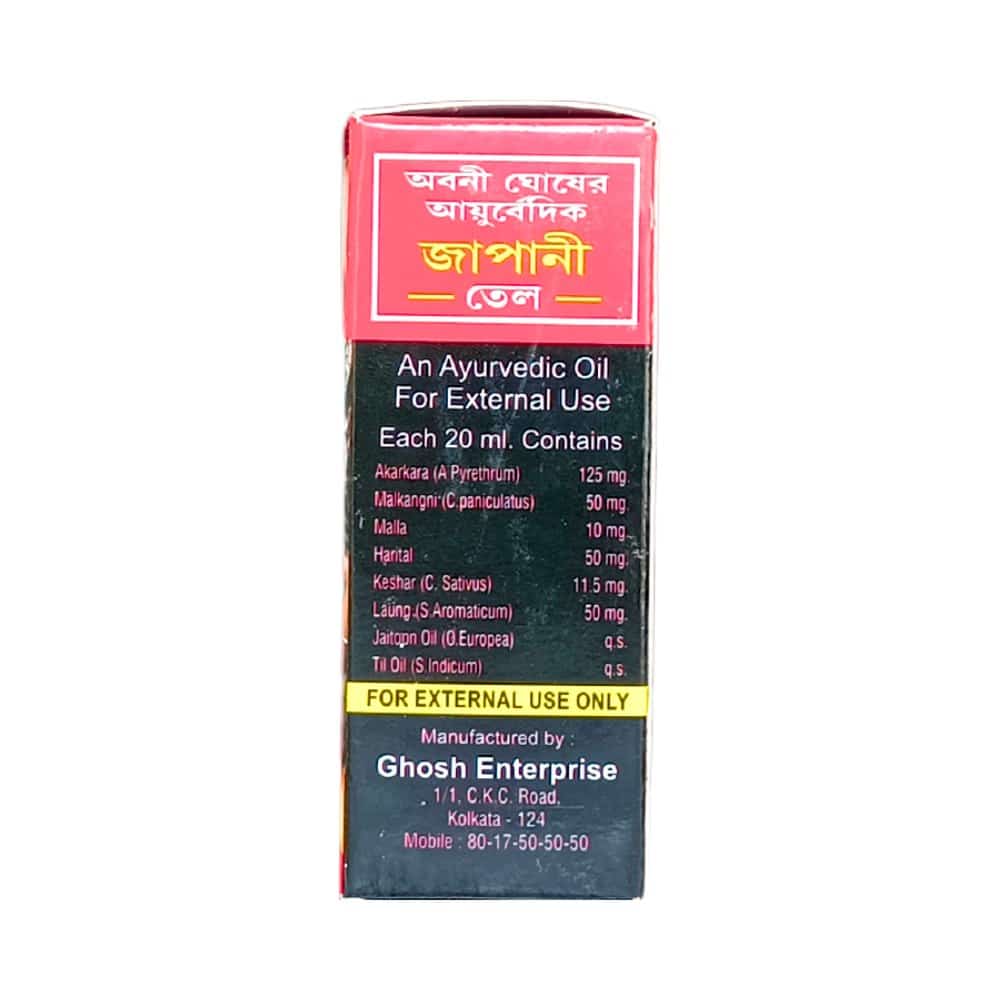 অবনী ঘোষের
আয়ুর্বেদিক
জাপানী
তেল
An Ayurvedic Oil
For External Use
Each 20 ml. Contains
Akarkara (A Pyrethrum) 125 mg.
Malkangni (C.paniculatus) 50 mg.
Malla 10 mg.
Harital 50 mg.
Keshar (C. Sativus) 11.5 mg.
Laung (S.Aromaticum) 50 mg.
Jaitopn Oil (O.Europea) q.s.
Til Oil (S.Indicum) q.s.
FOR EXTERNAL USE ONLY
Manufactured by :
Ghosh Enterprise
1/1, C.K.C. Road,
Kolkata - 124
Mobile : 80-17-50-50-50